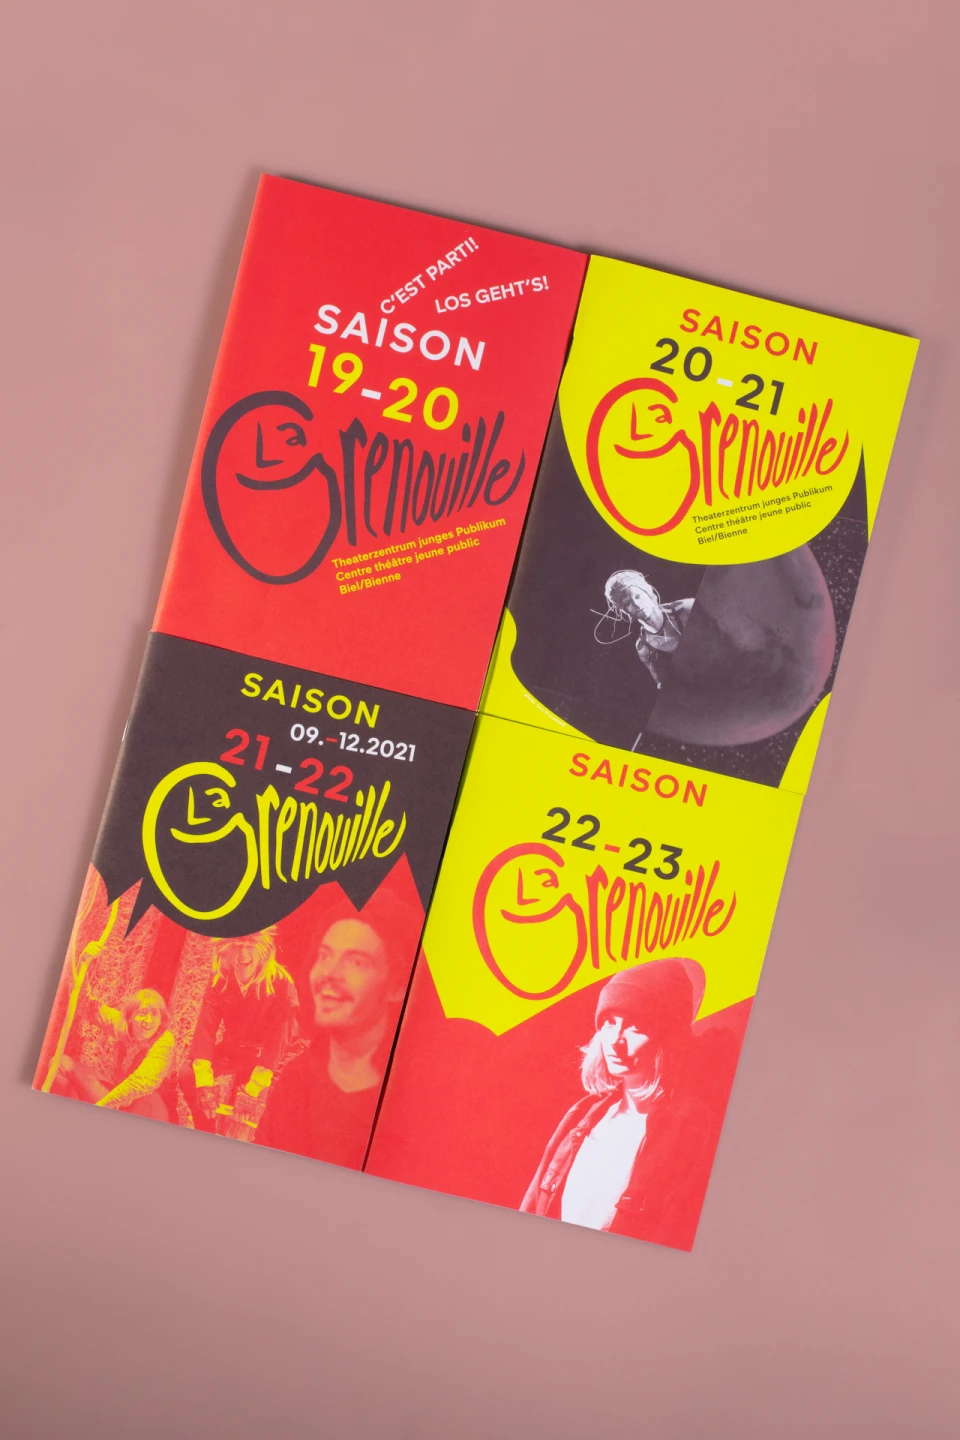 C'EST PARTI!
LOS GEHT'S!
SAISON
19-20
La Grenouille
Theaterzentrum junges Publikum
Centre théâtre jeune public
Biel/Bienne
SAISON
20-21
La Grenouille
Theaterzentrum junges Publikum
Centre théâtre jeune public
Biel/Bienne
SAISON
09.-12.2021
21-22
La Grenouille
SAISON
22-23
La Grenouille